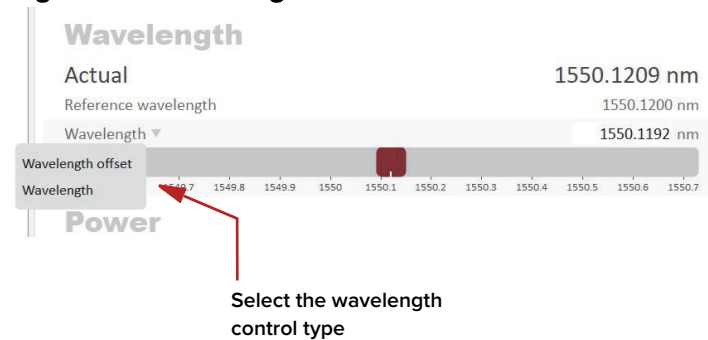 Wavelength
Actual 1550.1209 nm
Reference wavelength 1550.1200 nm
Wavelength 1550.1192 nm
Wavelength offset
Wavelength
1549.7 1549.8 1549.9 1550 1550.1 1550.2 1550.3 1550.4 1550.5 1550.6 1550.7
Power
Select the wavelength
control type